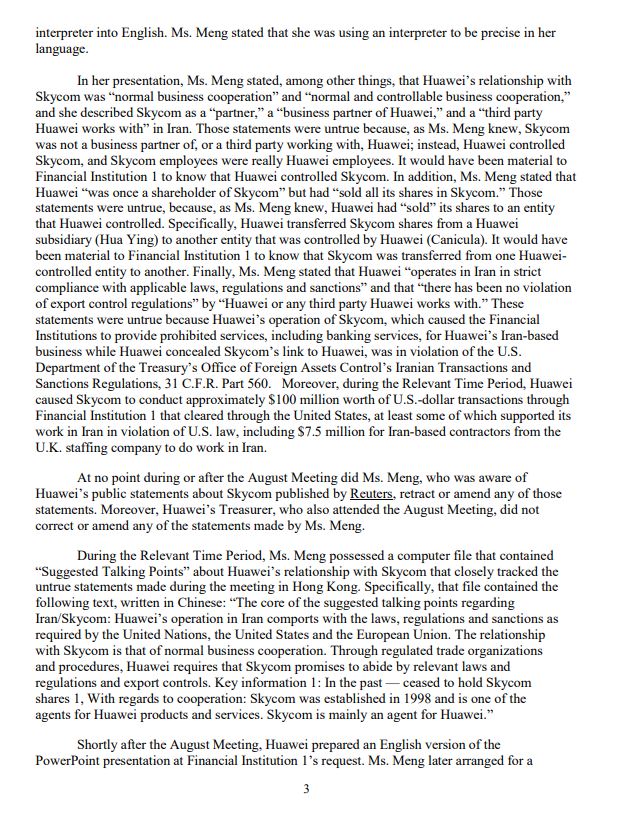 interpreter into English. Ms. Meng stated that she was using an interpreter to be precise in her
language.
In her presentation, Ms. Meng stated, among other things, that Huawei’s relationship with
Skycom was “normal business cooperation” and “normal and controllable business cooperation,”
and she described Skycom as a “partner,” a “business partner of Huawei,” and a “third party
Huawei works with” in Iran. Those statements were untrue because, as Ms. Meng knew, Skycom
was not a business partner of, or a third party working with, Huawei; instead, Huawei controlled
Skycom, and Skycom employees were really Huawei employees. It would have been material to
Financial Institution 1 to know that Huawei controlled Skycom. In addition, Ms. Meng stated that
Huawei “was once a shareholder of Skycom” but had “sold all its shares in Skycom.” Those
statements were untrue, because, as Ms. Meng knew, Huawei had “sold” its shares to an entity
that Huawei controlled. Specifically, Huawei transferred Skycom shares from a Huawei
subsidiary (Hua Ying) to another entity that was controlled by Huawei (Canicula). It would have
been material to Financial Institution 1 to know that Skycom was transferred from one Huawei-
controlled entity to another. Finally, Ms. Meng stated that Huawei “operates in Iran in strict
compliance with applicable laws, regulations and sanctions” and that “there has been no violation
of export control regulations” by “Huawei or any third party Huawei works with.” These
statements were untrue because Huawei’s operation of Skycom, which caused the Financial
Institutions to provide prohibited services, including banking services, for Huawei’s Iran-based
business while Huawei concealed Skycom’s link to Huawei, was in violation of the U.S.
Department of the Treasury’s Office of Foreign Assets Control’s Iranian Transactions and
Sanctions Regulations, 31 C.F.R. Part 560. Moreover, during the Relevant Time Period, Huawei
caused Skycom to conduct approximately $100 million worth of U.S.-dollar transactions through
Financial Institution 1 that cleared through the United States, at least some of which supported its
work in Iran in violation of U.S. law, including $7.5 million for Iran-based contractors from the
U.K. staffing company to do work in Iran.
At no point during or after the August Meeting did Ms. Meng, who was aware of
Huawei’s public statements about Skycom published by Reuters, retract or amend any of those
statements. Moreover, Huawei’s Treasurer, who also attended the August Meeting, did not
correct or amend any of the statements made by Ms. Meng.
During the Relevant Time Period, Ms. Meng possessed a computer file that contained
“Suggested Talking Points” about Huawei’s relationship with Skycom that closely tracked the
untrue statements made during the meeting in Hong Kong. Specifically, that file contained the
following text, written in Chinese: “The core of the suggested talking points regarding
Iran/Skycom: Huawei’s operation in Iran comports with the laws, regulations and sanctions as
required by the United Nations, the United States and the European Union. The relationship
with Skycom is that of normal business cooperation. Through regulated trade organizations
and procedures, Huawei requires that Skycom promises to abide by relevant laws and
regulations and export controls. Key information 1: In the past — ceased to hold Skycom
shares 1, With regards to cooperation: Skycom was established in 1998 and is one of the
agents for Huawei products and services. Skycom is mainly an agent for Huawei.”
Shortly after the August Meeting, Huawei prepared an English version of the
PowerPoint presentation at Financial Institution 1’s request. Ms. Meng later arranged for a
3